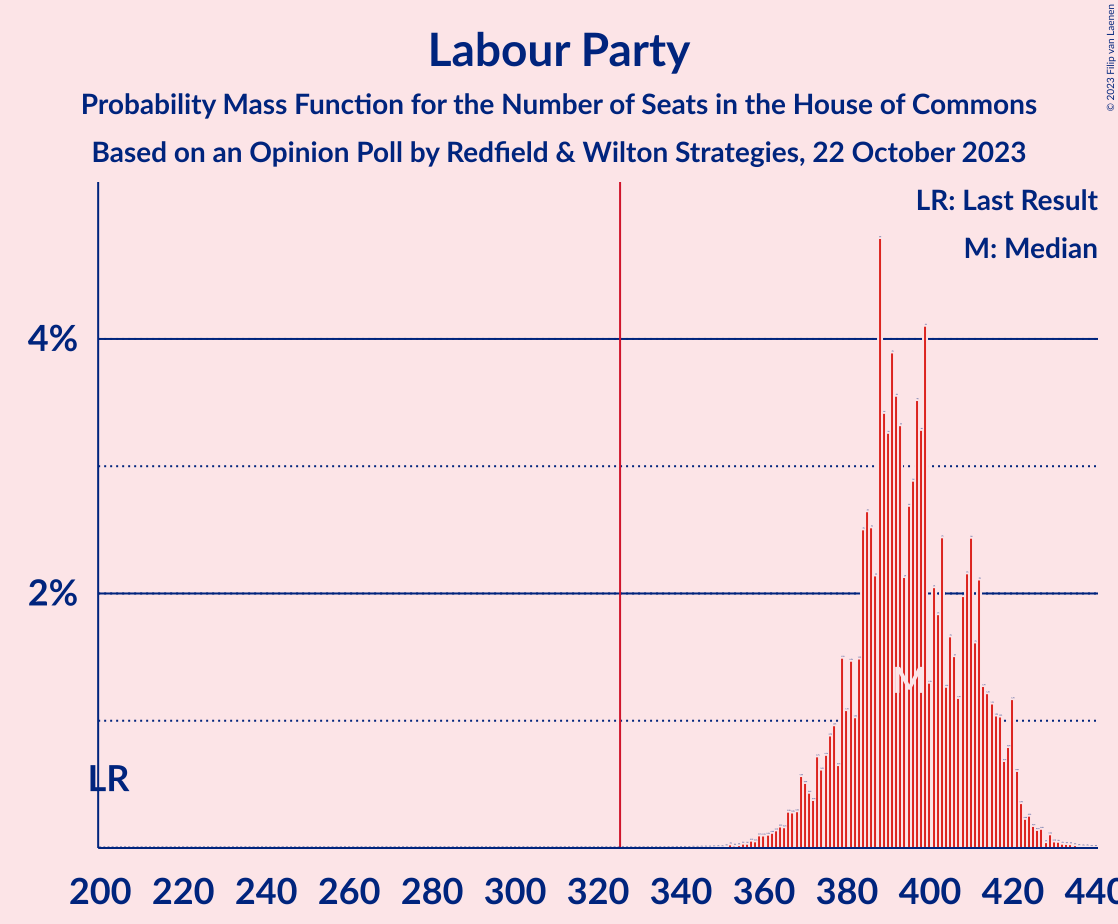 Labour Party
Probability Mass Function for the Number of Seats in the House of Commons
Based on an Opinion Poll by Redfield & Wilton Strategies, 22 October 2023
© 2023 Filip van Laenen
LR: Last Result
M: Median
4%
2%
M
LR
200 220 240 260 280 300 320 340 360 380 400 420 440